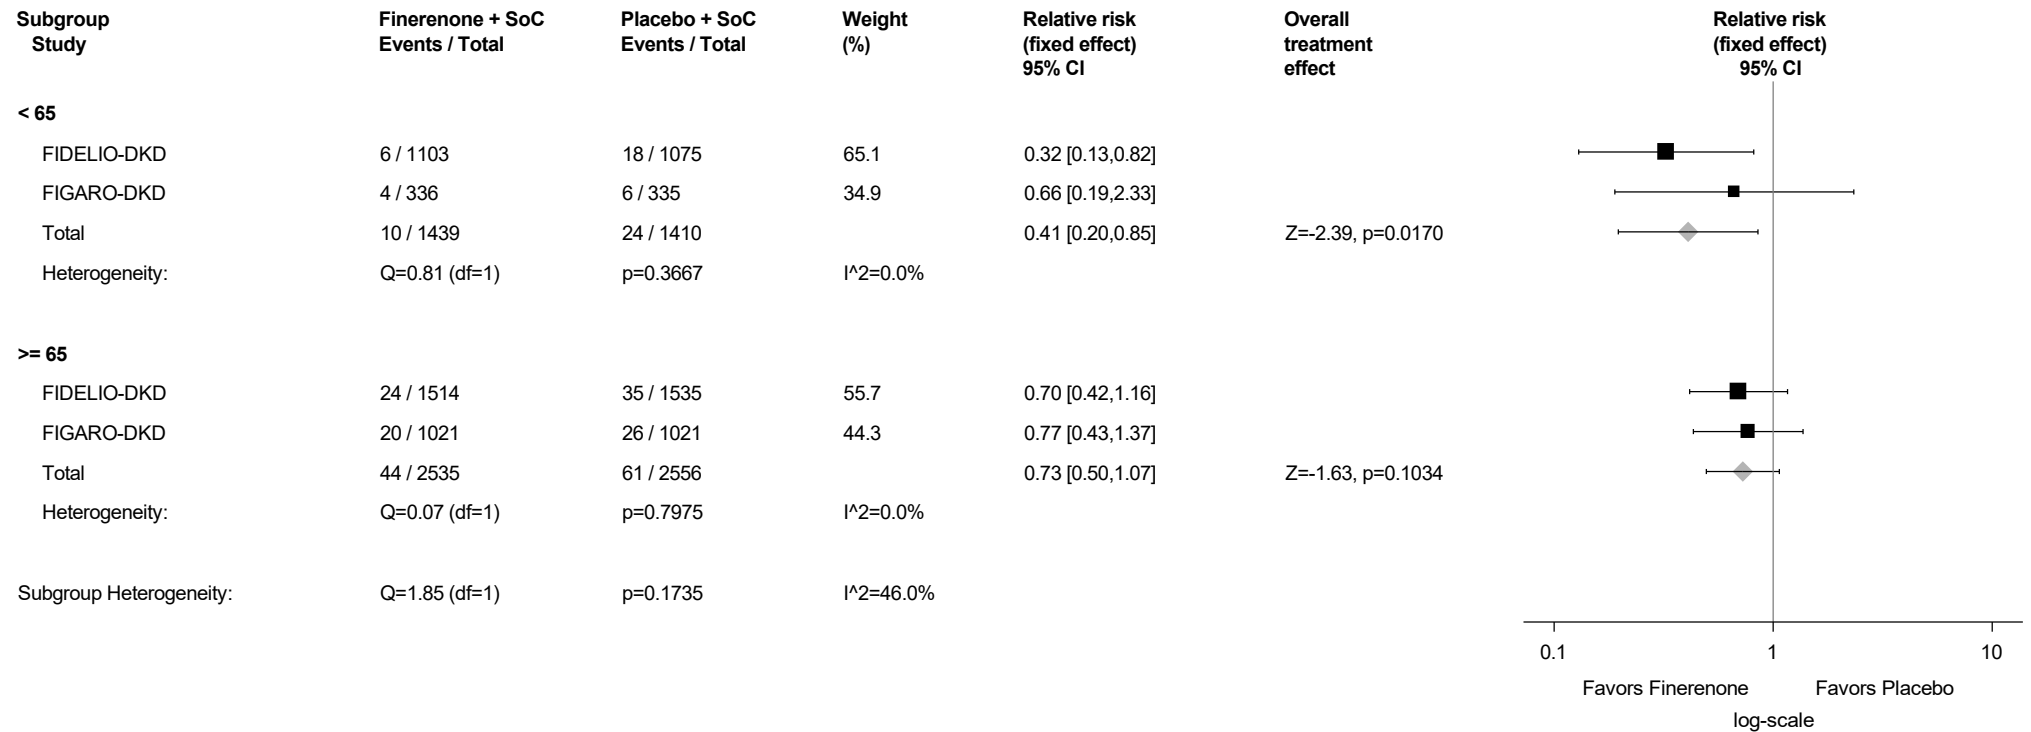 Subgroup Finerenone + SoC Placebo + SoC Weight Relative risk Overall Relative risk
Study Events / Total Events / Total (%) (fixed effect) treatment (fixed effect)
95% CI effect 95% CI
< 65
FIDELIO-DKD 6 / 1103 18 / 1075 65.1 0.32 [0.13,0.82]
FIGARO-DKD 4 / 336 6 / 335 34.9 0.66 [0.19,2.33]
Total 10 / 1439 24 / 1410 0.41 [0.20,0.85] Z=-2.39, p=0.0170
Heterogeneity: Q=0.81 (df=1) p=0.3667 I^2=0.0%
>= 65
FIDELIO-DKD 24 / 1514 35 / 1535 55.7 0.70 [0.42,1.16]
FIGARO-DKD 20 / 1021 26 / 1021 44.3 0.77 [0.43,1.37]
Total 44 / 2535 61 / 2556 0.73 [0.50,1.07] Z=-1.63, p=0.1034
Heterogeneity: Q=0.07 (df=1) p=0.7975 I^2=0.0%
Subgroup Heterogeneity: Q=1.85 (df=1) p=0.1735 I^2=46.0%
0.1 1 10
Favors Finerenone Favors Placebo
log-scale